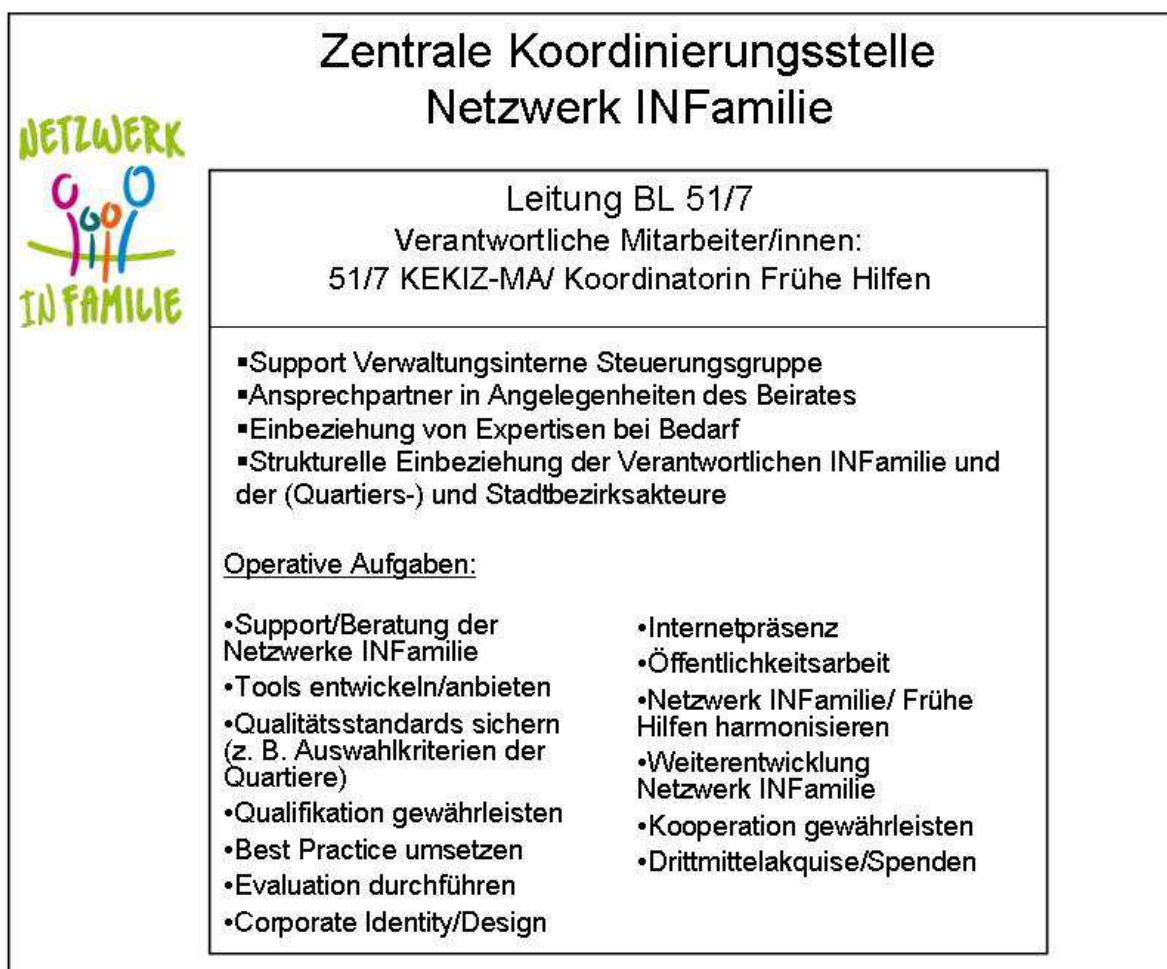 Zentrale Koordinierungsstelle
Netzwerk INFamilie
NETZWERK
IN FAMILIE
Leitung BL 51/7
Verantwortliche Mitarbeiter/innen:
51/7 KEKIZ-MA/ Koordinatorin Frühe Hilfen
▪Support Verwaltungsinterne Steuerungsgruppe
▪Ansprechpartner in Angelegenheiten des Beirates
▪Einbeziehung von Expertisen bei Bedarf
▪Strukturelle Einbeziehung der Verantwortlichen INFamilie und
der (Quartiers-) und Stadtbezirksakteure
Operative Aufgaben:
•Support/Beratung der
Netzwerke INFamilie
•Tools entwickeln/anbieten
•Qualitätsstandards sichern
(z. B. Auswahlkriterien der
Quartiere)
•Qualifikation gewährleisten
•Best Practice umsetzen
•Evaluation durchführen
•Corporate Identity/Design
•Internetpräsenz
•Öffentlichkeitsarbeit
•Netzwerk INFamilie/ Frühe
Hilfen harmonisieren
•Weiterentwicklung
Netzwerk INFamilie
•Kooperation gewährleisten
•Drittmittelakquise/Spenden